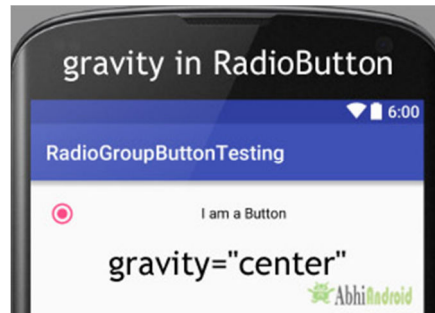 gravity in RadioButton
6:00
RadioGroupButtonTesting
I am a Button
gravity="center"
AbhiAndroid